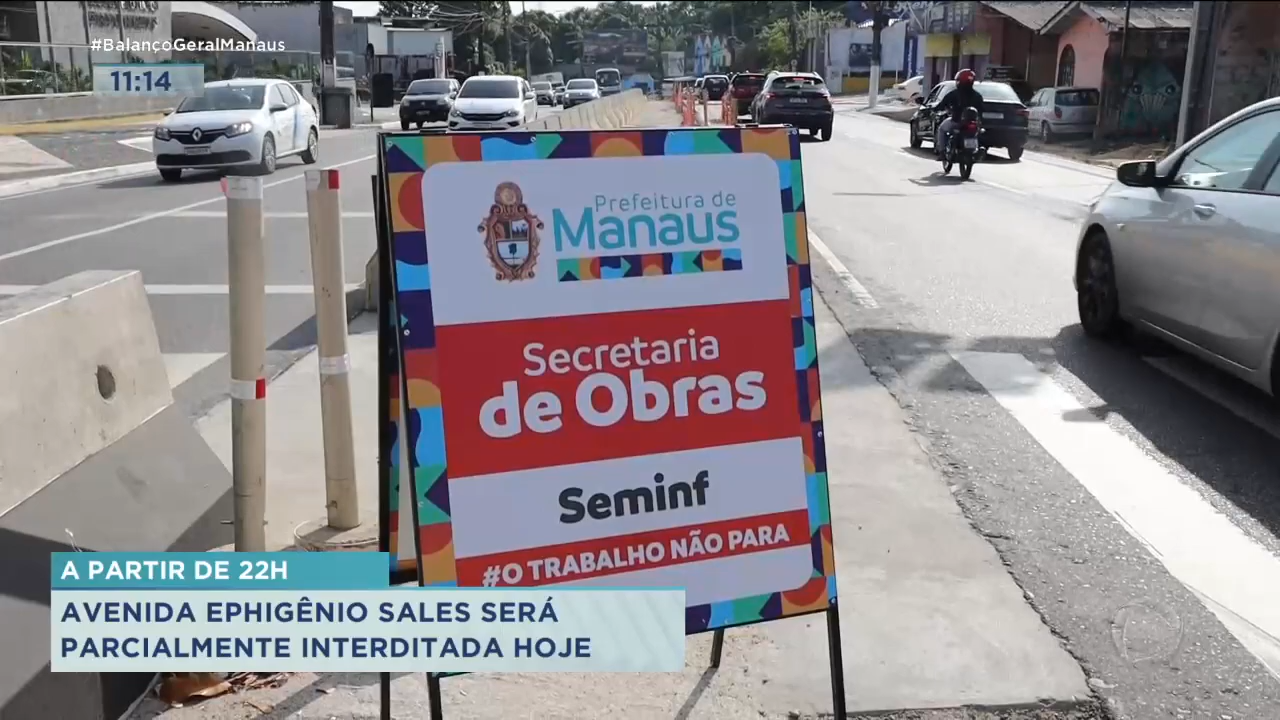 #BalançoGeralManaus
11:14
Prefeitura de
Manaus
Secretaria
de Obras
Seminf
#O TRABALHO NÃO PARA
A PARTIR DE 22H
AVENIDA EPHIGÊNIO SALES SERÁ
PARCIALMENTE INTERDITADA HOJE